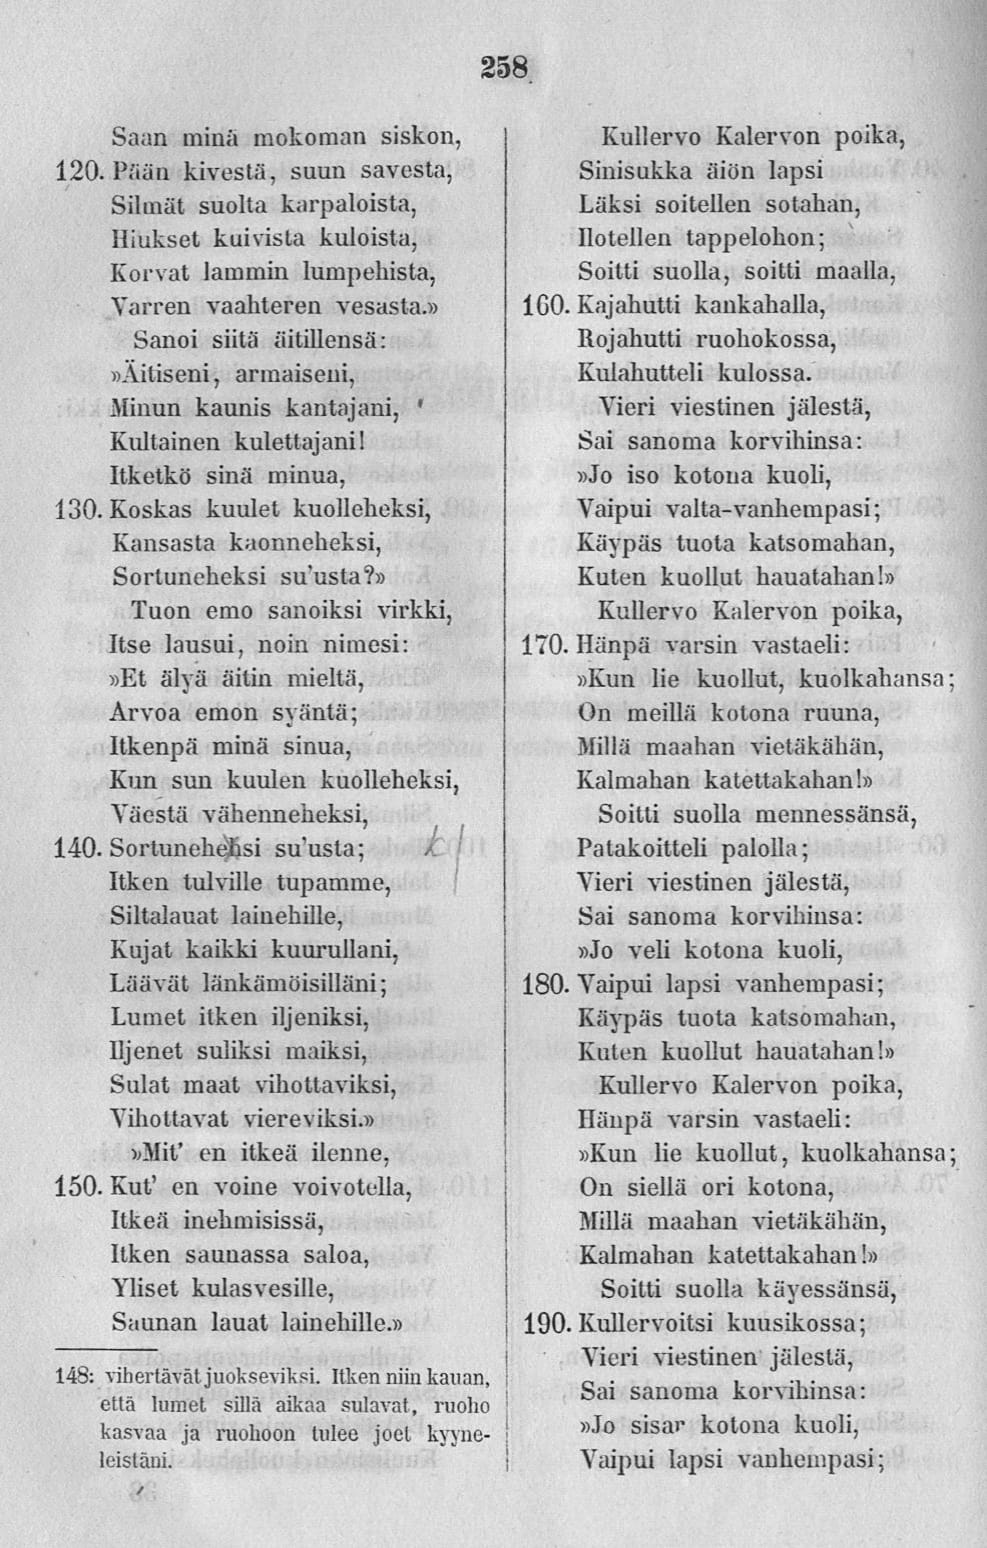 258
Saan minä mokoman siskon,
120. Pään kivestä, suun savesta,
Silmät suolta karpaloista,
Hiukset kuivista kuloista,
Korvat lammin lumpehista,
Varren vaahteren vesasta.»
Sanoi siitä äitillensä:
»Äitiseni, armaiseni,
Minun kaunis kantajani,
Kultainen kulettajani!
Itketkö sinä minua,
130. Koskas kuulet kuolleheksi,
Kansasta kaonneheksi,
Sortuneheksi su'usta?»
Tuon emo sanoiksi virkki,
Itse lausui, noin nimesi:
»Et älyä äitin mieltä,
Arvoa emon syäntä;
Itkenpä minä sinua,
Kun sun kuulen kuolleheksi,
Väestä vähenneheksi,
140. Sortunehehsi su'usta;
Itken tulville tupamme,
Siltalauat lainehille,
Kujat kaikki kuurullani,
Läävät länkämöisilläni;
Lumet itken iljeniksi,
Iljenet suliksi maiksi,
Sulat maat vihottaviksi,
Vihottavat viereviksi.»
»Mit' en itkeä ilenne,
150. Kut' en voine voivotella,
Itkeä inehmisissä,
Itken saunassa saloa,
Yliset kulasvesille,
Saunan lauat lainehille.»
148: vihertävät juokseviksi. Itken niin kauan,
että lumet sillä aikaa sulavat, ruoho
kasvaa ja ruohoon tulee joet kyyne-
leistäni.
Kullervo Kalervon poika,
Sinisukka äiön lapsi
Läksi soitellen sotahan,
Ilotellen tappelohon;
Soitti suolla, soitti maalla,
160. Kajahutti kankahalla,
Rojahutti ruohokossa,
Kulahutteli kulossa.
Vieri viestinen jälestä,
Sai sanoma korvihinsa:
»Jo iso kotona kuoli,
Vaipui valta-vanhempasi;
Käypäs tuota katsomahan,
Kuten kuollut hauatahan!»
Kullervo Kalervon poika,
170. Hänpä varsin vastaeli:
»Kun lie kuollut, kuolkahansa;
On meillä kotona ruuna,
Millä maahan vietäkähän,
Kalmahan katettakahan!»
Soitti suolla mennessänsä,
Patakoitteli palolla;
Vieri viestinen jälestä,
Sai sanoma korvihinsa:
»Jo veli kotona kuoli,
180. Vaipui lapsi vanhempasi;
Käypäs tuota katsomahan,
Kuten kuollut hauatahan!»
Kullervo Kalervon poika,
Hänpä varsin vastaeli:
»Kun lie kuollut, kuolkahansa;
On siellä ori kotona,
Millä maahan vietäkähän,
Kalmahan katettakahan!»
Soitti suolla käyessänsä,
190. Kullervoitsi kuusikossa;
Vieri viestinen jälestä,
Sai sanoma korvihinsa:
»Jo sisar kotona kuoli,
Vaipui lapsi vanhempasi;